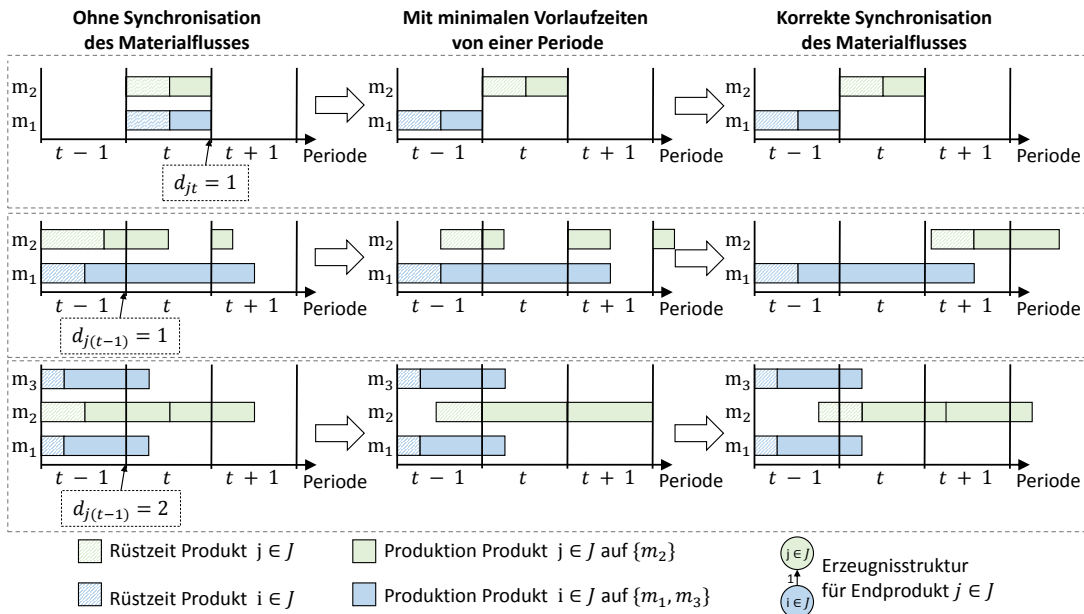 Ohne Synchronisation
des Materialflusses
Mit minimalen Vorlaufzeiten
von einer Periode
Korrekte Synchronisation
des Materialflusses
m₂
m₁
t − 1 t t + 1 Periode
d_jt = 1
m₂
m₁
t − 1 t t + 1 Periode
m₂
m₁
t − 1 t t + 1 Periode
m₂
m₁
t − 1 t t + 1 Periode
d_j(t−1) = 1
m₂
m₁
t − 1 t t + 1 Periode
m₂
m₁
t − 1 t t + 1 Periode
m₃
m₂
m₁
t − 1 t t + 1 Periode
d_j(t−1) = 2
m₃
m₂
m₁
t − 1 t t + 1 Periode
m₃
m₂
m₁
t − 1 t t + 1 Periode
Rüstzeit Produkt j ∈ J
Rüstzeit Produkt i ∈ J
Produktion Produkt j ∈ J auf {m₂}
Produktion Produkt i ∈ J auf {m₁, m₃}
j ∈ J
1
i ∈ J
Erzeugnisstruktur
für Endprodukt j ∈ J